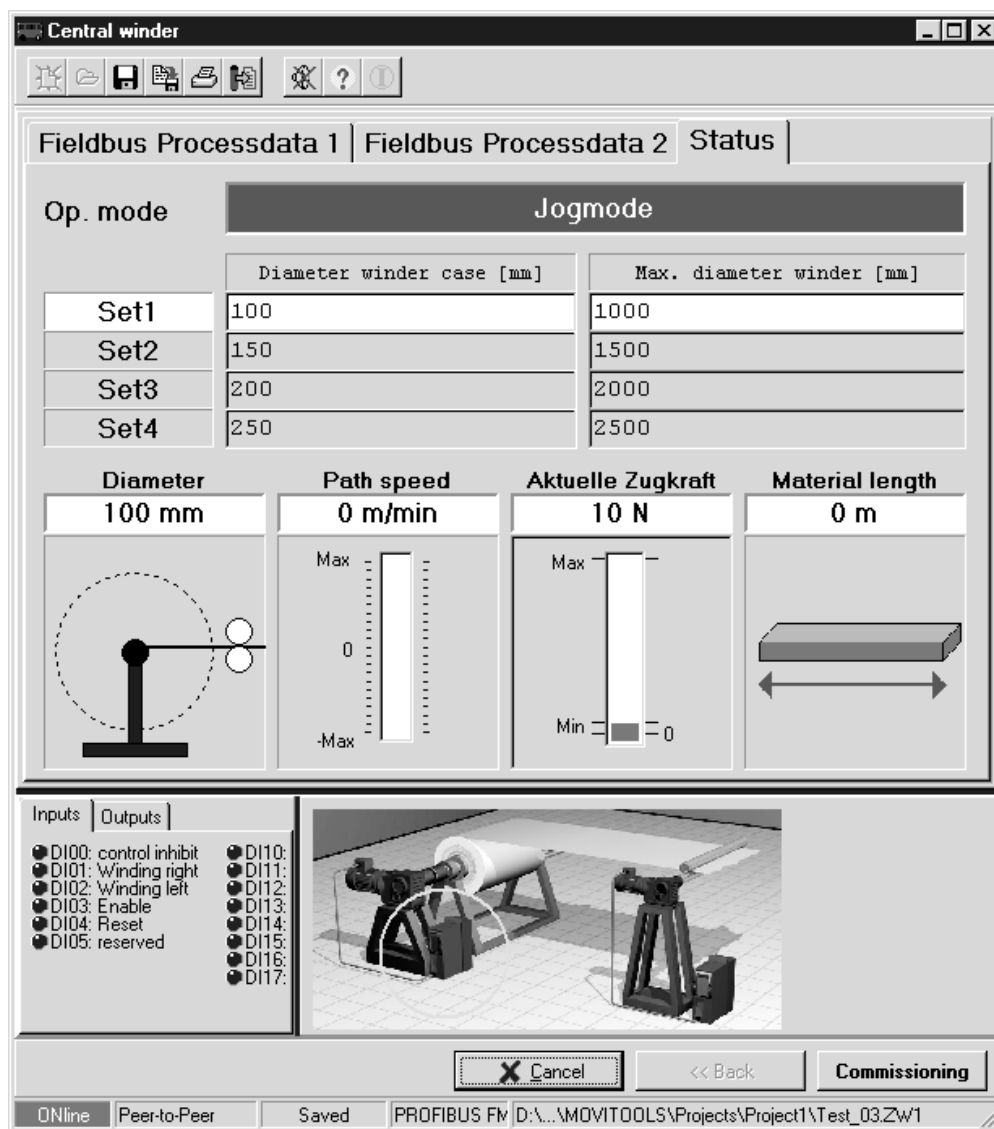 Central winder
Fieldbus Processdata 1 Fieldbus Processdata 2 Status
Op. mode Jogmode
Diameter winder case [mm] Max. diameter winder [mm]
Set1 100 1000
Set2 150 1500
Set3 200 2000
Set4 250 2500
Diameter Path speed Aktuelle Zugkraft Material length
100 mm 0 m/min 10 N 0 m
Max Max
0
Min 0
-Max
Inputs Outputs
DI00: control inhibit DI10:
DI01: Winding right DI11:
DI02: Winding left DI12:
DI03: Enable DI13:
DI04: Reset DI14:
DI05: reserved DI15:
DI16:
DI17:
Cancel << Back Commissioning
ONline Peer-to-Peer Saved PROFIBUS FM D:\...\MOVITOOLS\Projects\Project1\Test_03.ZW1